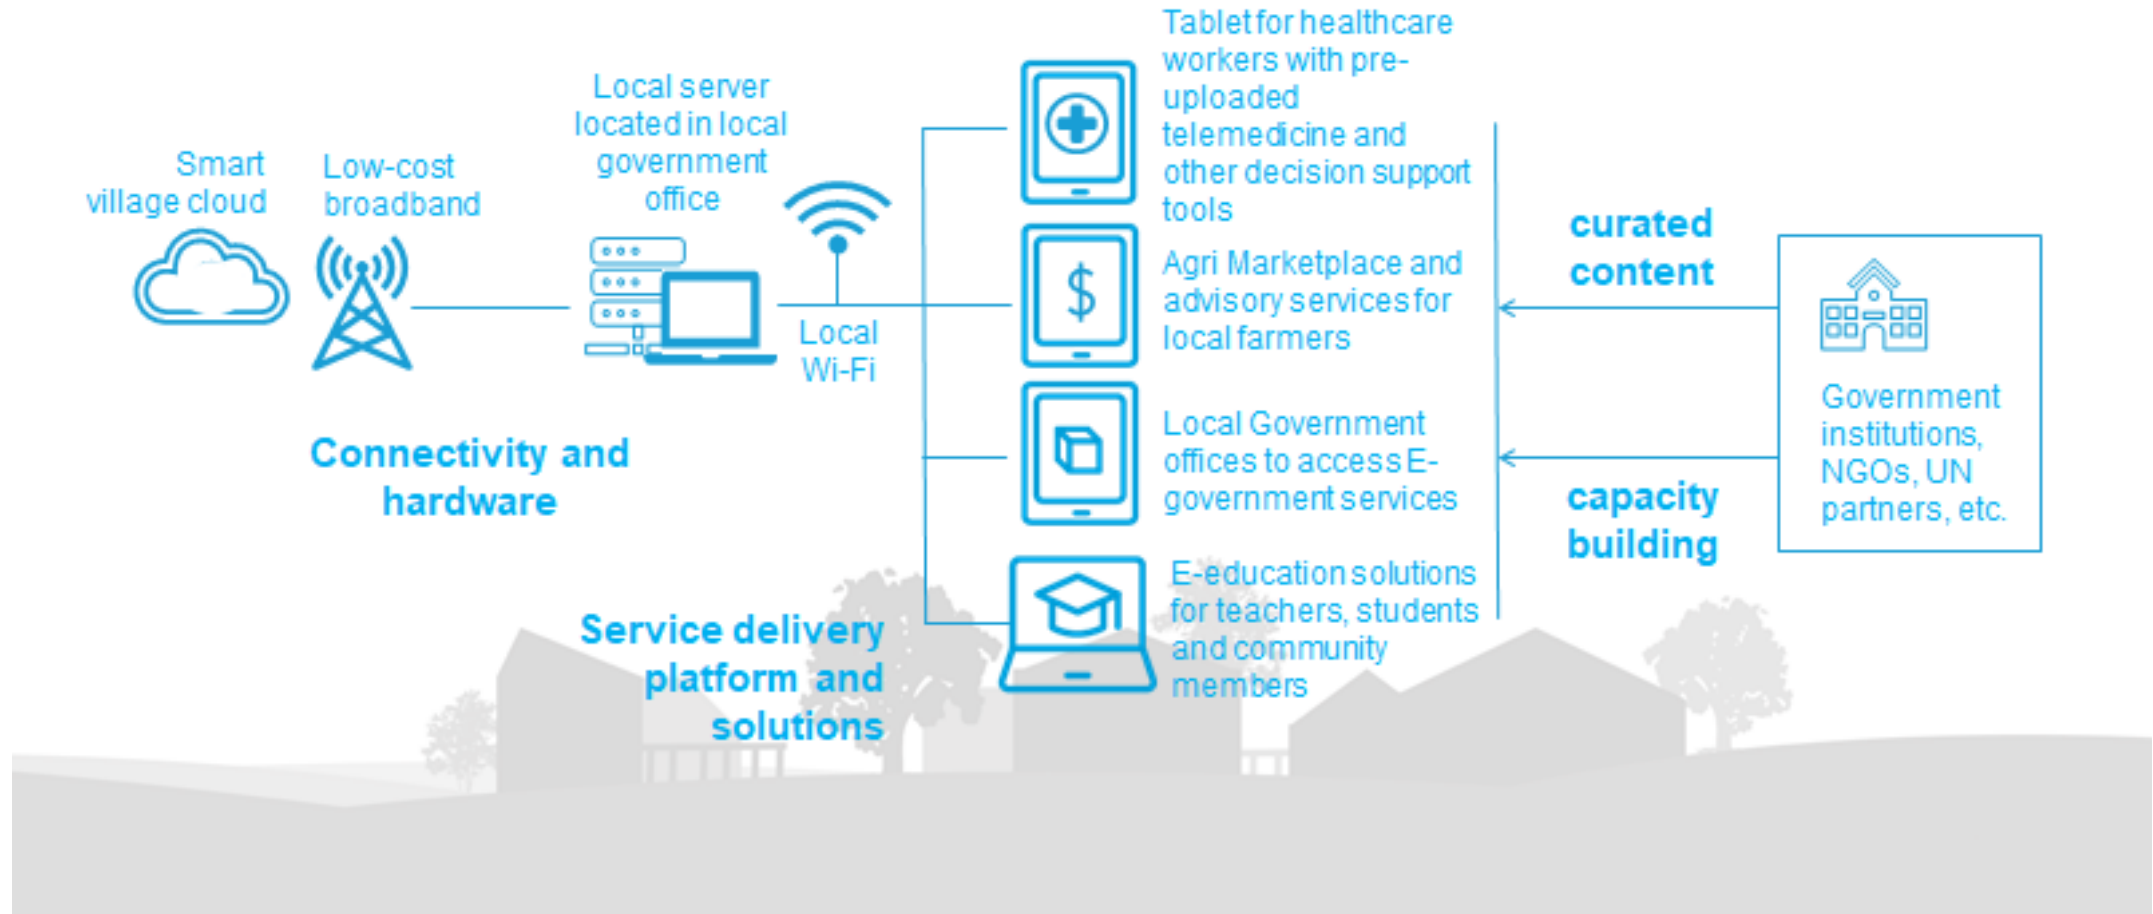 Smart
village cloud
Low-cost
broadband
Local server
located in local
government
office
Local
Wi-Fi
Connectivity and
hardware
Tablet for healthcare
workers with pre-
uploaded
telemedicine and
other decision support
tools
Agri Marketplace and
advisory services for
local farmers
Local Government
offices to access E-
government services
E-education solutions
for teachers, students
and community
members
Service delivery
platform and
solutions
curated
content
capacity
building
Government
institutions,
NGOs, UN
partners, etc.
$